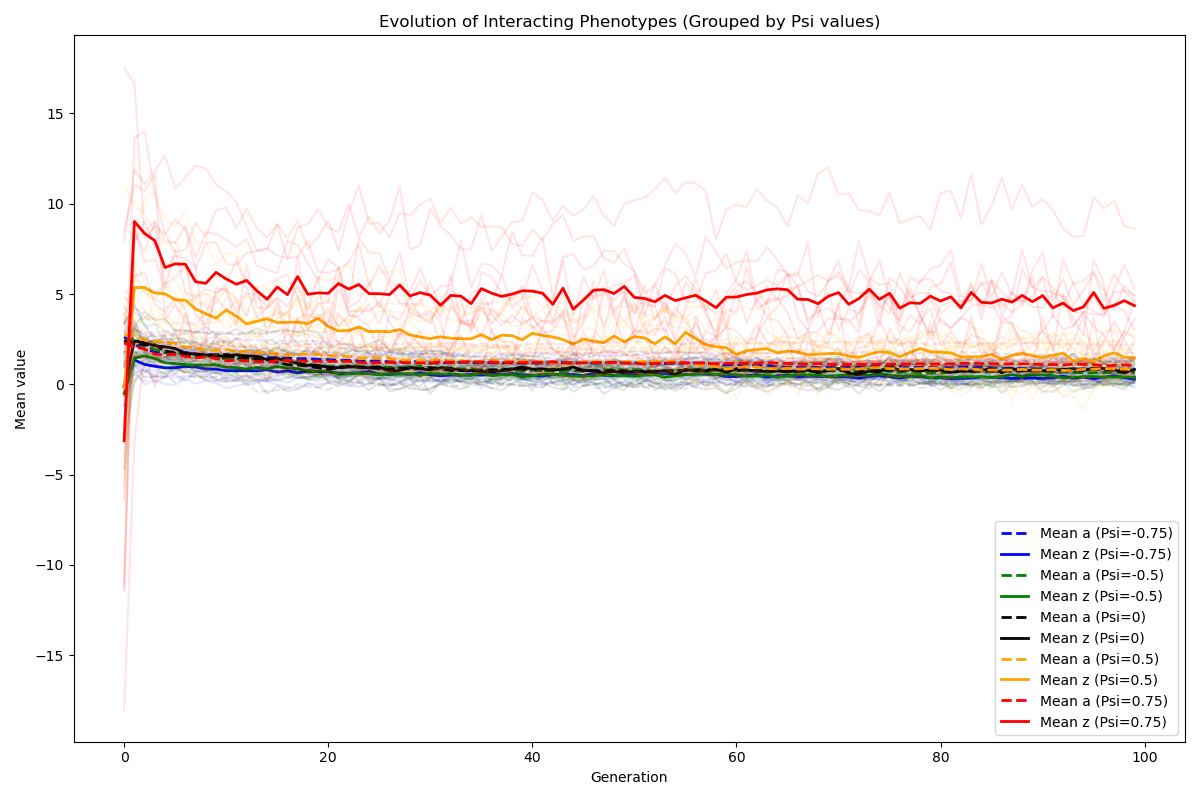 Evolution of Interacting Phenotypes (Grouped by Psi values)
Mean value
15
10
5
0
−5
−10
−15
0
20
40
60
80
100
Generation
Mean a (Psi=-0.75)
Mean z (Psi=-0.75)
Mean a (Psi=-0.5)
Mean z (Psi=-0.5)
Mean a (Psi=0)
Mean z (Psi=0)
Mean a (Psi=0.5)
Mean z (Psi=0.5)
Mean a (Psi=0.75)
Mean z (Psi=0.75)